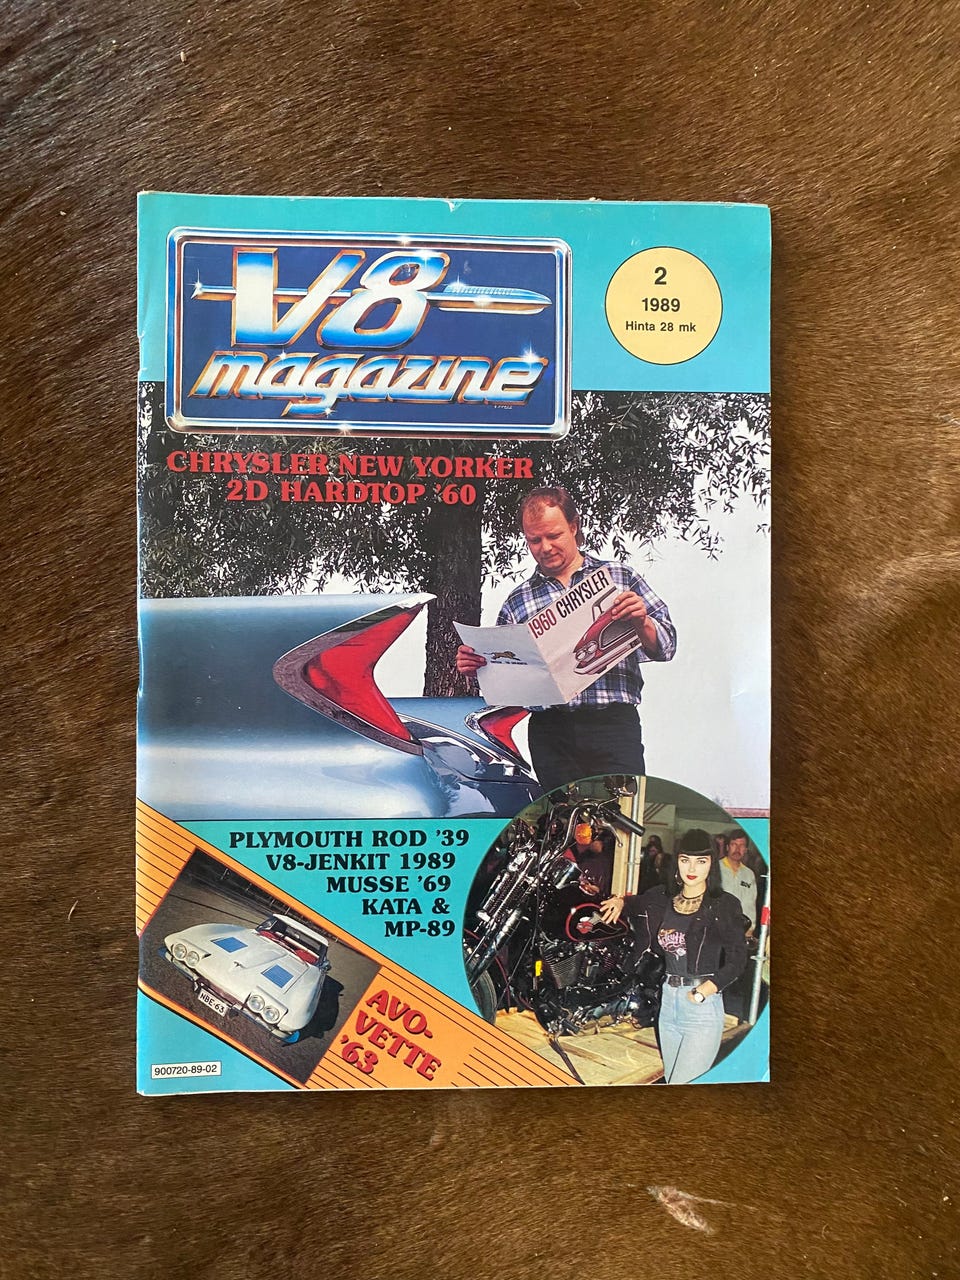 V8
magazine
2
1989
Hinta 28 mk
CHRYSLER NEW YORKER
2D HARDTOP '60
1960 CHRYSLER
PLYMOUTH ROD '39
V8-JENKIT 1989
MUSSE '69
KATA &
MP-89
NBE-63
AVO-
VETTE
'63
900720-89-02